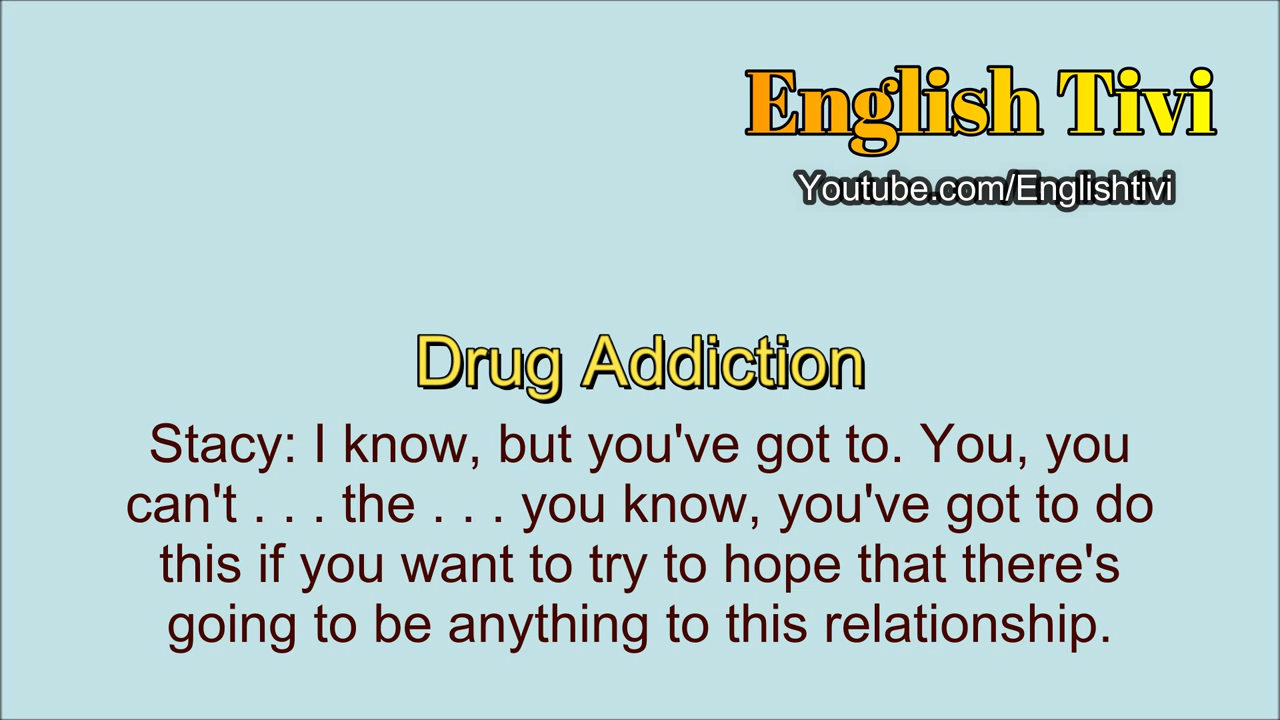 English Tivi
Youtube.com/Englishtivi
Drug Addiction
Stacy: I know, but you've got to. You, you
can't . . . the . . . you know, you've got to do
this if you want to try to hope that there's
going to be anything to this relationship.